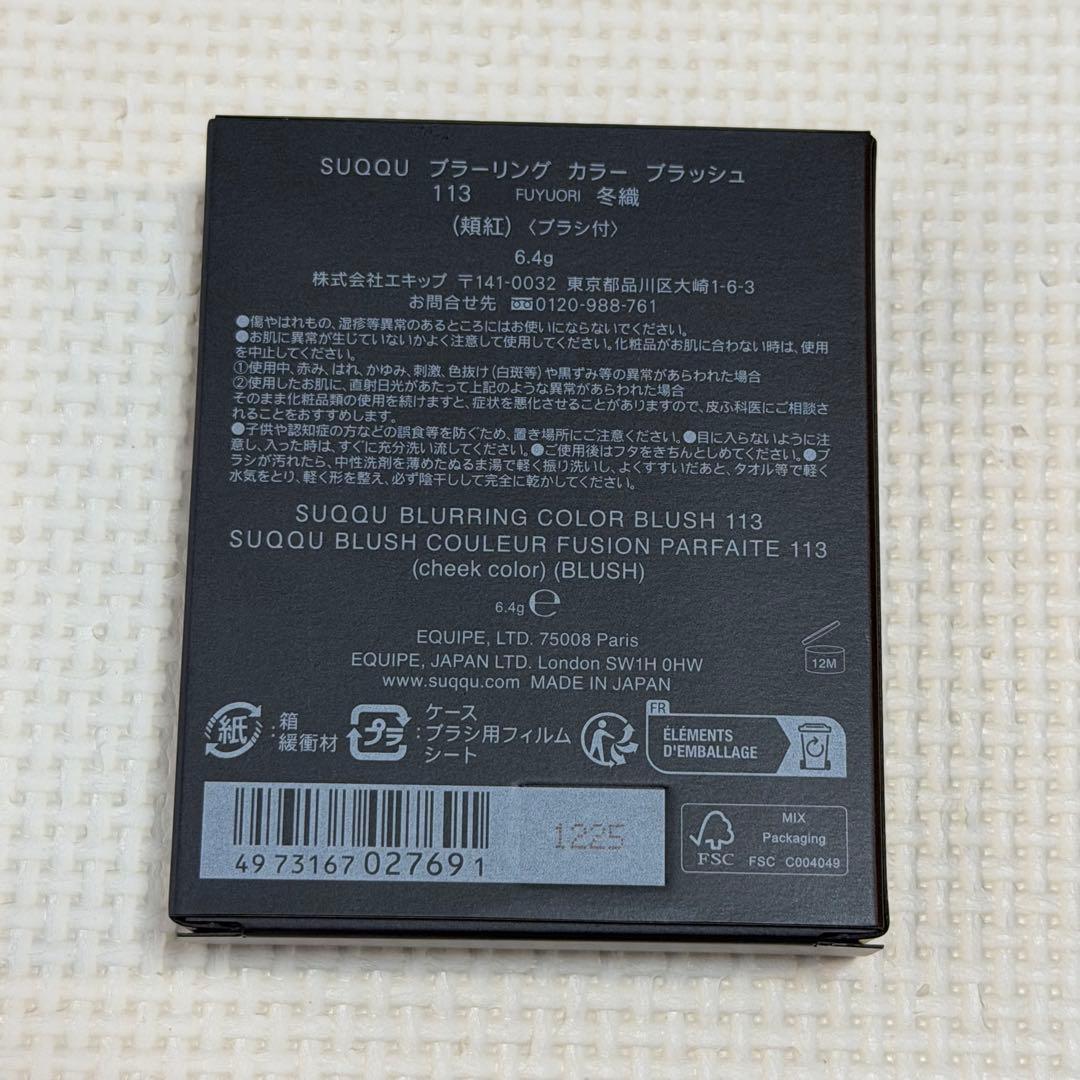 SUQQU ブラーリング カラー ブラッシュ
113 FUYUORI 冬織
(頬紅)〈ブラシ付〉
6.4g
株式会社エキップ 〒141-0032 東京都品川区大崎1-6-3
お問合せ先 0120-988-761
●傷やはれもの、湿疹等異常のあるところにはお使いにならないでください。
●お肌に異常が生じていないかよく注意して使用してください。化粧品がお肌に合わない時は、使用
を中止してください。
①使用中、赤み、はれ、かゆみ、刺激、色抜け(白斑等)や黒ずみ等の異常があらわれた場合
②使用したお肌に、直射日光があたって上記のような異常があらわれた場合
そのまま化粧品類の使用を続けますと、症状を悪化させることがありますので、皮ふ科医にご相談さ
れることをおすすめします。
●子供や認知症の方などの誤食等を防ぐため、置き場所にご注意ください。●目に入らないように注
意し、入った時は、すぐに充分洗い流してください。●ご使用後はフタをきちんとしめてください。●ブ
ラシが汚れたら、中性洗剤を薄めたぬるま湯で軽く振り洗いし、よくすすいだあと、タオル等で軽く
水気をとり、軽く形を整え、必ず陰干しして完全に乾かしてください。
SUQQU BLURRING COLOR BLUSH 113
SUQQU BLUSH COULEUR FUSION PARFAITE 113
(cheek color) (BLUSH)
6.4g ℮
EQUIPE, LTD. 75008 Paris
EQUIPE, JAPAN LTD. London SW1H 0HW
www.suqqu.com MADE IN JAPAN
12M
紙:箱
緩衝材
プラ:ケース
ブラシ用フィルム
シート
FR
ÉLÉMENTS
D'EMBALLAGE
4973167027691
1225
FSC
MIX
Packaging
FSC C004049